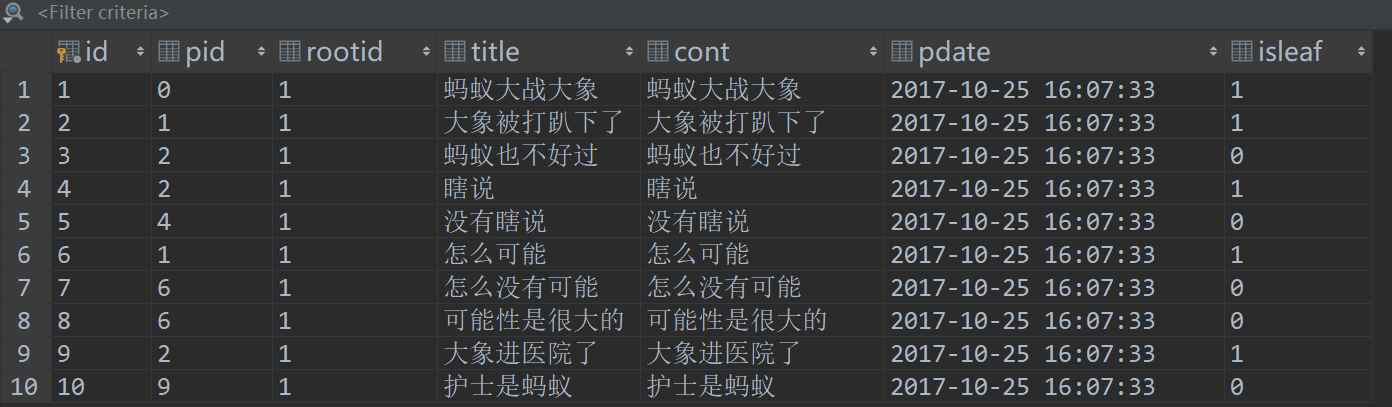 <Filter criteria>
id pid rootid title cont pdate isleaf
1 1 0 1 蚂蚁大战大象 蚂蚁大战大象 2017-10-25 16:07:33 1
2 2 1 1 大象被打趴下了 大象被打趴下了 2017-10-25 16:07:33 1
3 3 2 1 蚂蚁也不好过 蚂蚁也不好过 2017-10-25 16:07:33 0
4 4 2 1 瞎说 瞎说 2017-10-25 16:07:33 1
5 5 4 1 没有瞎说 没有瞎说 2017-10-25 16:07:33 0
6 6 1 1 怎么可能 怎么可能 2017-10-25 16:07:33 1
7 7 6 1 怎么没有可能 怎么没有可能 2017-10-25 16:07:33 0
8 8 6 1 可能性是很大的 可能性是很大的 2017-10-25 16:07:33 0
9 9 2 1 大象进医院了 大象进医院了 2017-10-25 16:07:33 1
10 10 9 1 护士是蚂蚁 护士是蚂蚁 2017-10-25 16:07:33 0